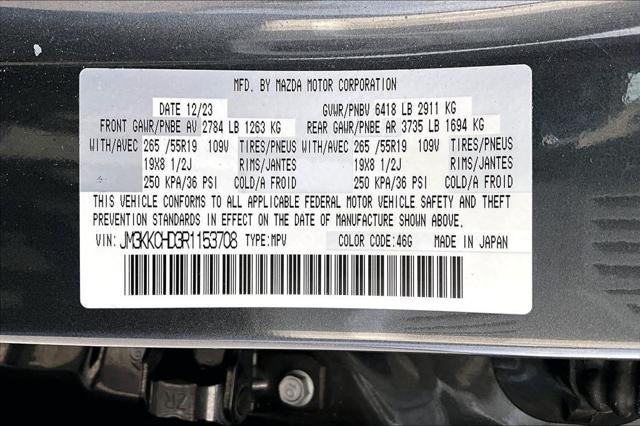 MFD. BY MAZDA MOTOR CORPORATION
DATE 12/23 GVWR/PNBV 6418 LB 2911 KG
FRONT GAWR/PNBE AV 2784 LB 1263 KG REAR GAWR/PNBE AR 3735 LB 1694 KG
WITH/AVEC 265 /55R19 109V TIRES/PNEUS WITH/AVEC 265 /55R19 109V TIRES/PNEUS
19X8 1/2J RIMS/JANTES 19X8 1/2J RIMS/JANTES
250 KPA/36 PSI COLD/A FROID 250 KPA/36 PSI COLD/A FROID
THIS VEHICLE CONFORMS TO ALL APPLICABLE FEDERAL MOTOR VEHICLE SAFETY AND THEFT
PREVENTION STANDARDS IN EFFECT ON THE DATE OF MANUFACTURE SHOWN ABOVE.
VIN: JM3KKCHD3R1153708 TYPE:MPV COLOR CODE:46G MADE IN JAPAN